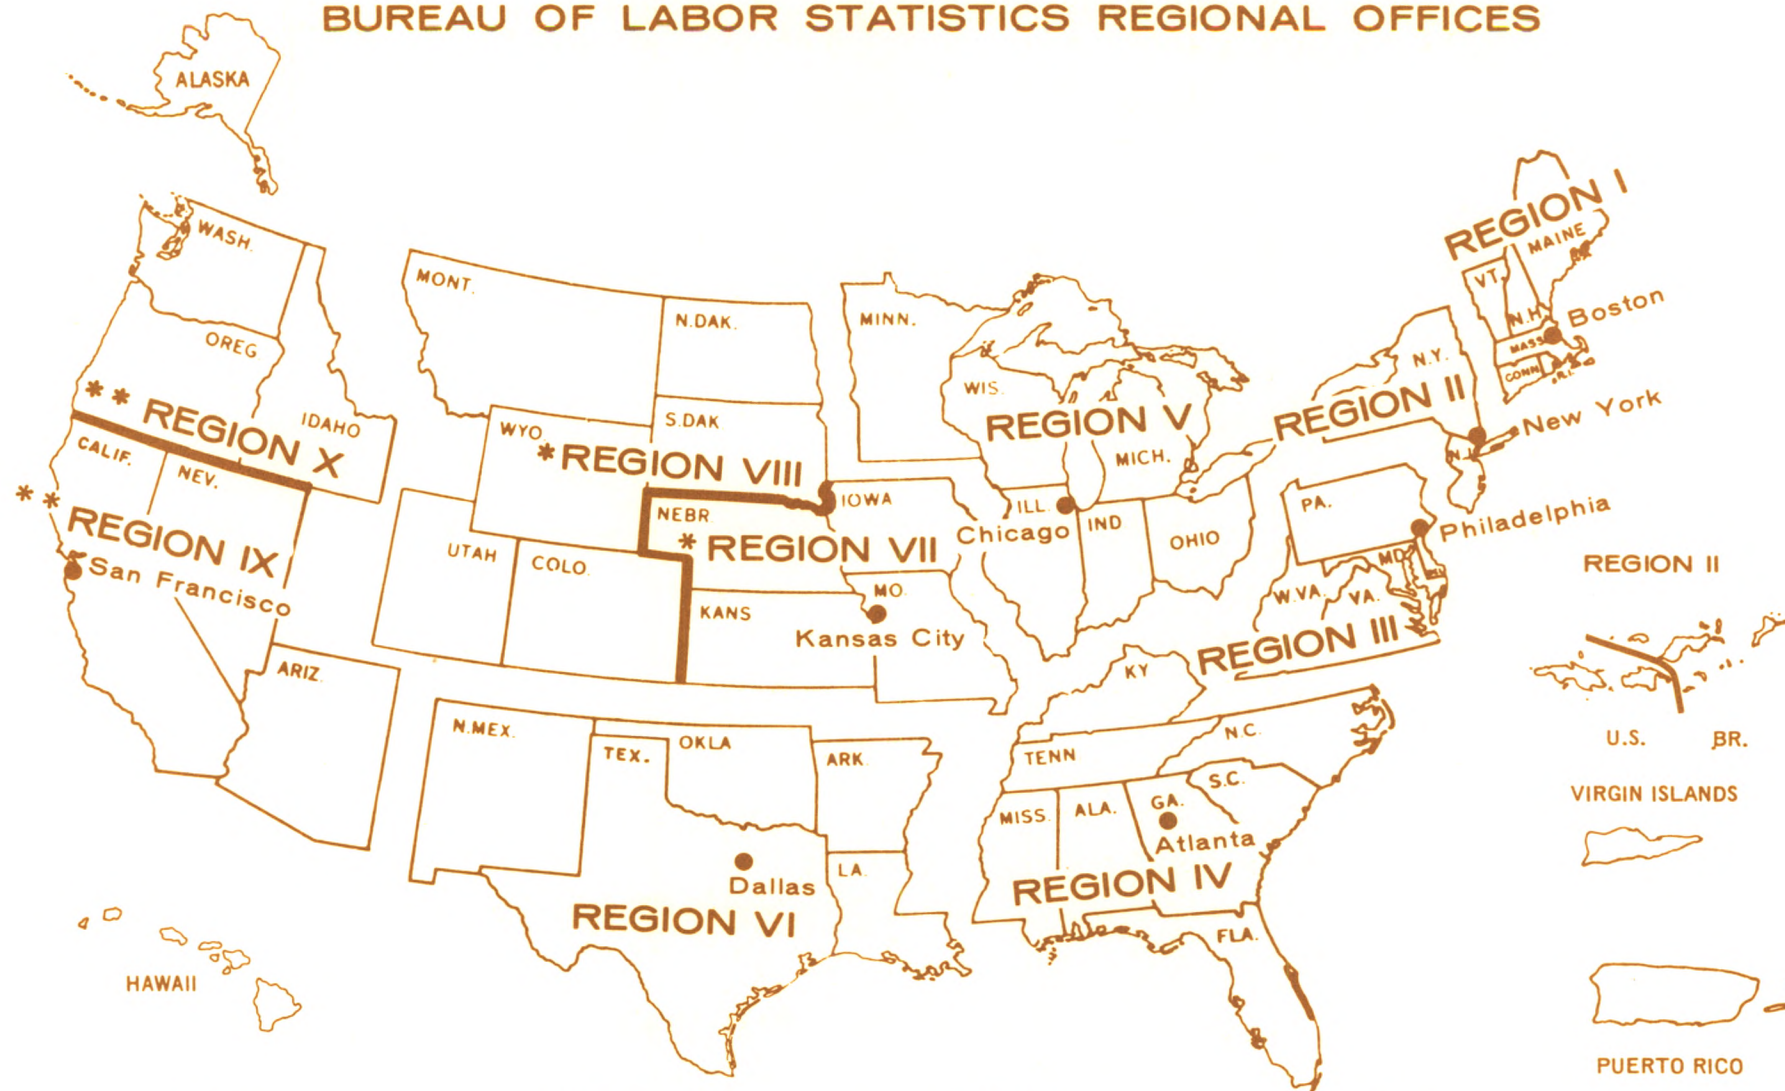 BUREAU OF LABOR STATISTICS REGIONAL OFFICES
ALASKA
WASH.
OREG
IDAHO
** REGION X
CALIF.
NEV.
** REGION IX
San Francisco
ARIZ.
HAWAII
MONT.
N.DAK.
S.DAK
WYO.
*REGION VIII
UTAH
COLO.
NEBR
IOWA
* REGION VII
KANS
MO.
Kansas City
N.MEX.
TEX.
OKLA
ARK.
LA.
Dallas
REGION VI
MINN.
WIS.
REGION V
MICH.
ILL.
Chicago
IND
OHIO
KY
TENN
N.C.
S.C.
MISS.
ALA.
GA.
Atlanta
REGION IV
FLA.
REGION I
MAINE
VT.
N.H.
Boston
MASS
CONN
R.I.
N.Y.
REGION II
New York
N.J.
PA.
Philadelphia
MD.
W.VA.
VA.
REGION III
REGION II
U.S. BR.
VIRGIN ISLANDS
PUERTO RICO